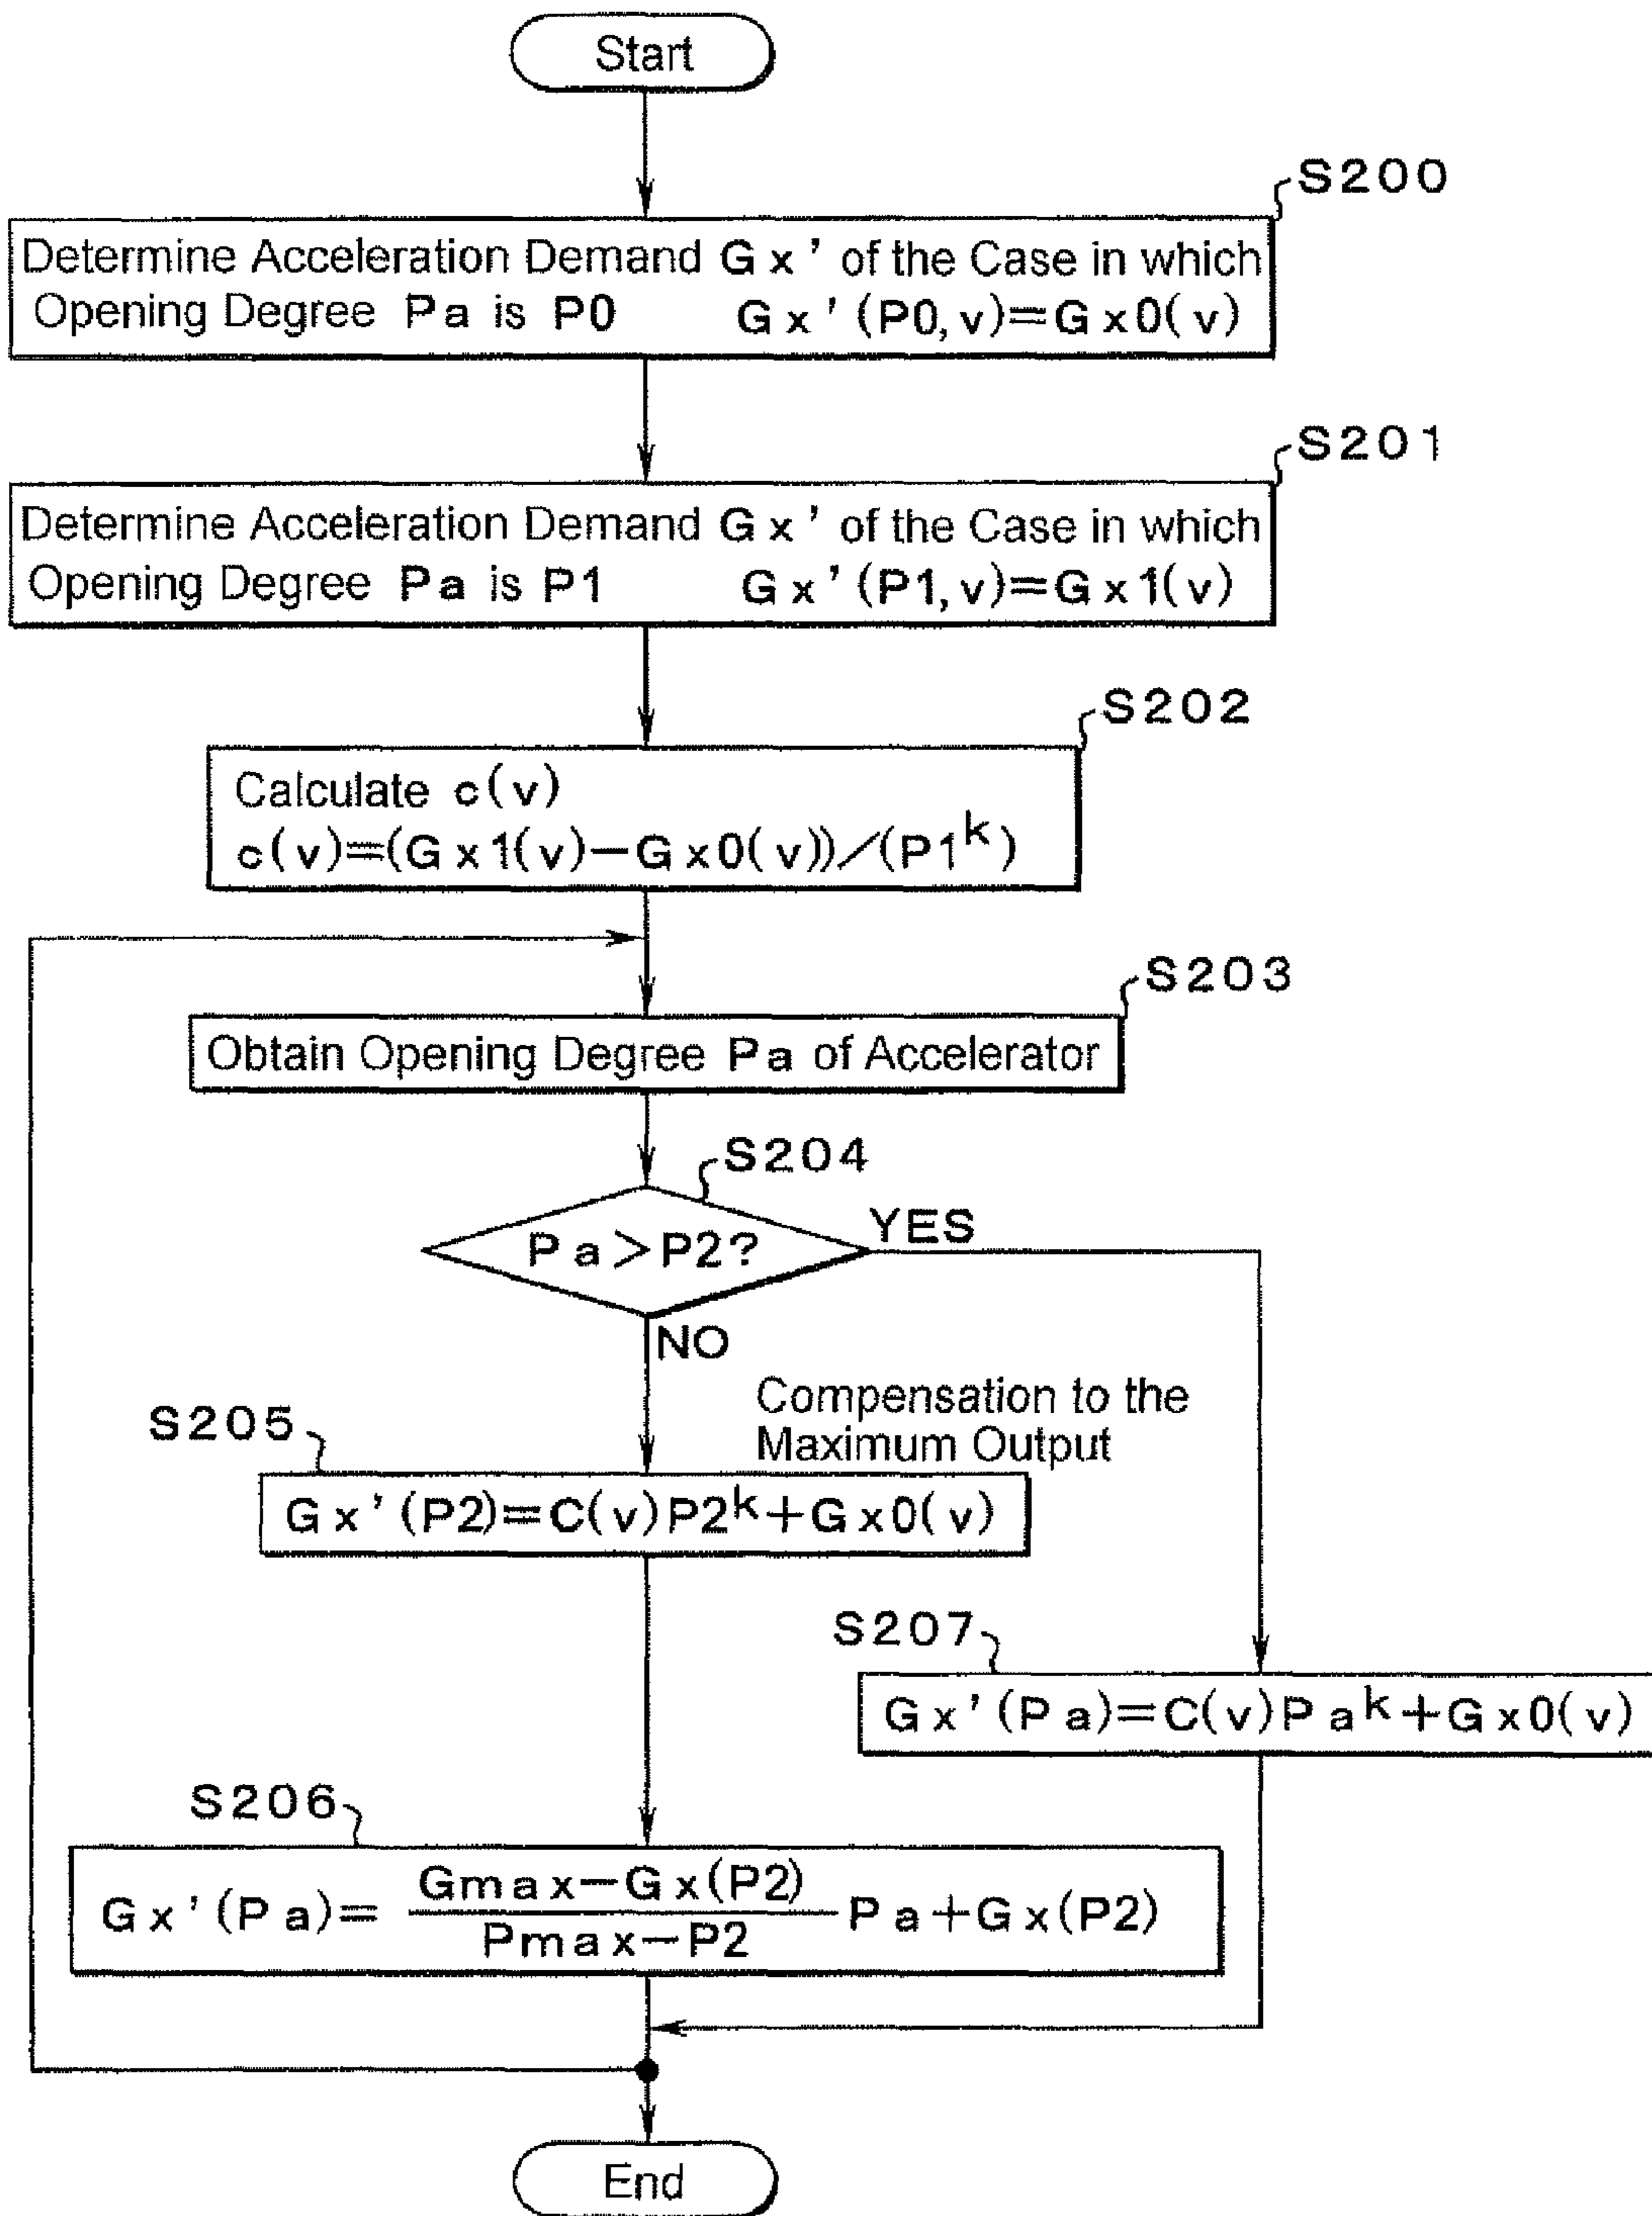 Start
S200
Determine Acceleration Demand Gx' of the Case in which
Opening Degree Pa is P0 Gx'(P0,v)=Gx0(v)
S201
Determine Acceleration Demand Gx' of the Case in which
Opening Degree Pa is P1 Gx'(P1,v)=Gx1(v)
S202
Calculate c(v)
c(v)=(Gx1(v)−Gx0(v))/(P1^k)
S203
Obtain Opening Degree Pa of Accelerator
S204
Pa>P2?
YES
NO
Compensation to the
Maximum Output
S205
Gx'(P2)=C(v)P2^k+Gx0(v)
S207
Gx'(Pa)=C(v)Pa^k+Gx0(v)
S206
Gmax−Gx(P2)
Gx'(Pa)= Pa+Gx(P2)
Pmax−P2
End